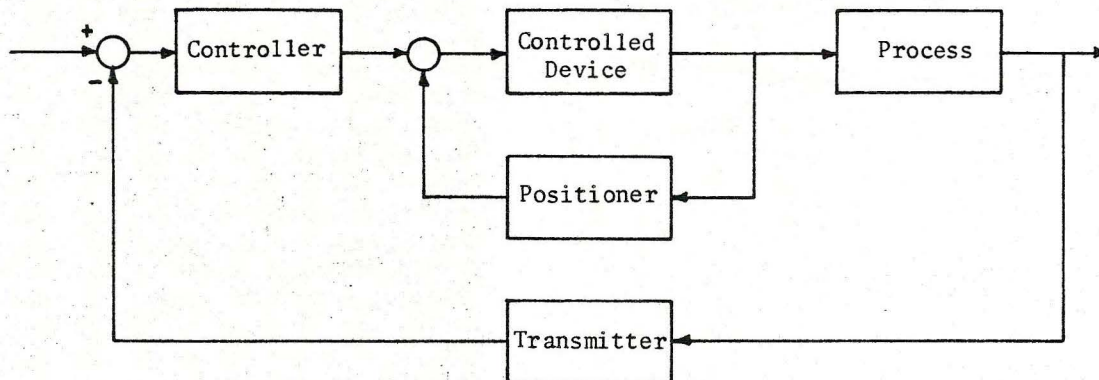 +
-
Controller
Controlled
Device
Process
Positioner
Transmitter